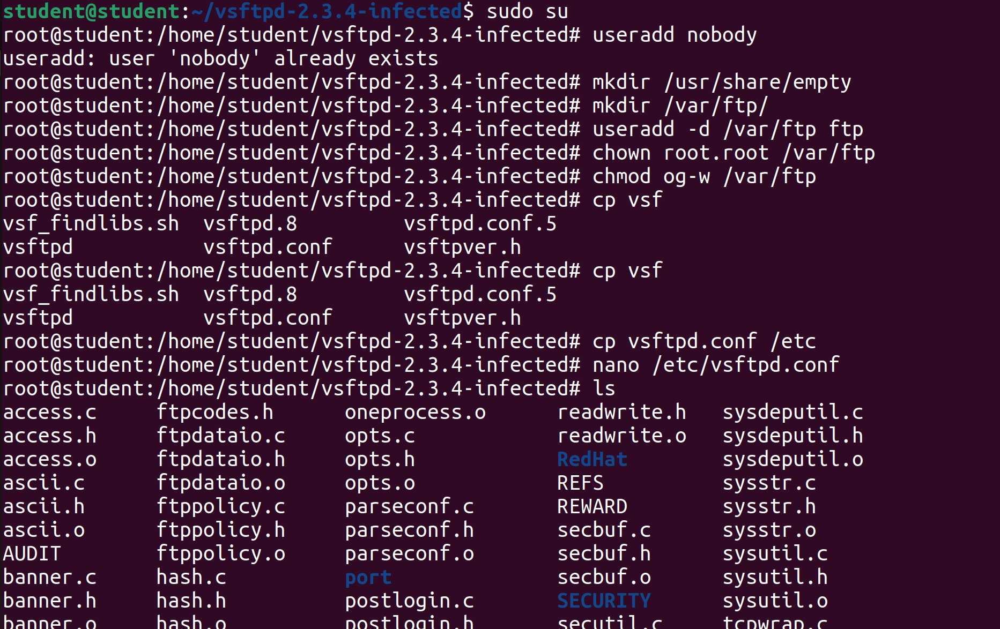 student@student:~/vsftpd-2.3.4-infected$ sudo su
root@student:/home/student/vsftpd-2.3.4-infected# useradd nobody
useradd: user 'nobody' already exists
root@student:/home/student/vsftpd-2.3.4-infected# mkdir /usr/share/empty
root@student:/home/student/vsftpd-2.3.4-infected# mkdir /var/ftp/
root@student:/home/student/vsftpd-2.3.4-infected# useradd -d /var/ftp ftp
root@student:/home/student/vsftpd-2.3.4-infected# chown root.root /var/ftp
root@student:/home/student/vsftpd-2.3.4-infected# chmod og-w /var/ftp
root@student:/home/student/vsftpd-2.3.4-infected# cp vsf
vsf_findlibs.sh  vsftpd.8         vsftpd.conf.5
vsftpd           vsftpd.conf      vsftpver.h
root@student:/home/student/vsftpd-2.3.4-infected# cp vsf
vsf_findlibs.sh  vsftpd.8         vsftpd.conf.5
vsftpd           vsftpd.conf      vsftpver.h
root@student:/home/student/vsftpd-2.3.4-infected# cp vsftpd.conf /etc
root@student:/home/student/vsftpd-2.3.4-infected# nano /etc/vsftpd.conf
root@student:/home/student/vsftpd-2.3.4-infected# ls
access.c     ftpcodes.h      oneprocess.o      readwrite.h   sysdeputil.c
access.h     ftpdataio.c     opts.c            readwrite.o   sysdeputil.h
access.o     ftpdataio.h     opts.h            RedHat        sysdeputil.o
ascii.c      ftpdataio.o     opts.o            REFS          sysstr.c
ascii.h      ftppolicy.c     parseconf.c       REWARD        sysstr.h
ascii.o      ftppolicy.h     parseconf.h       secbuf.c      sysstr.o
AUDIT        ftppolicy.o     parseconf.o       secbuf.h      sysutil.c
banner.c     hash.c          port              secbuf.o      sysutil.h
banner.h     hash.h          postlogin.c       SECURITY      sysutil.o
banner.o     hash.o          postlogin.h       secutil.c     tcpwrap.c